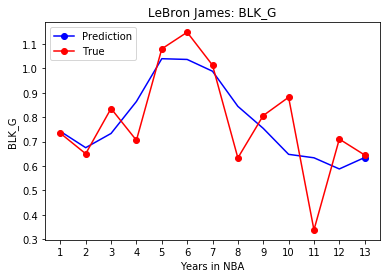 LeBron James: BLK_G
Prediction
True
1.1
1.0
0.9
0.8
0.7
0.6
0.5
0.4
0.3
BLK_G
1 2 3 4 5 6 7 8 9 10 11 12 13
Years in NBA